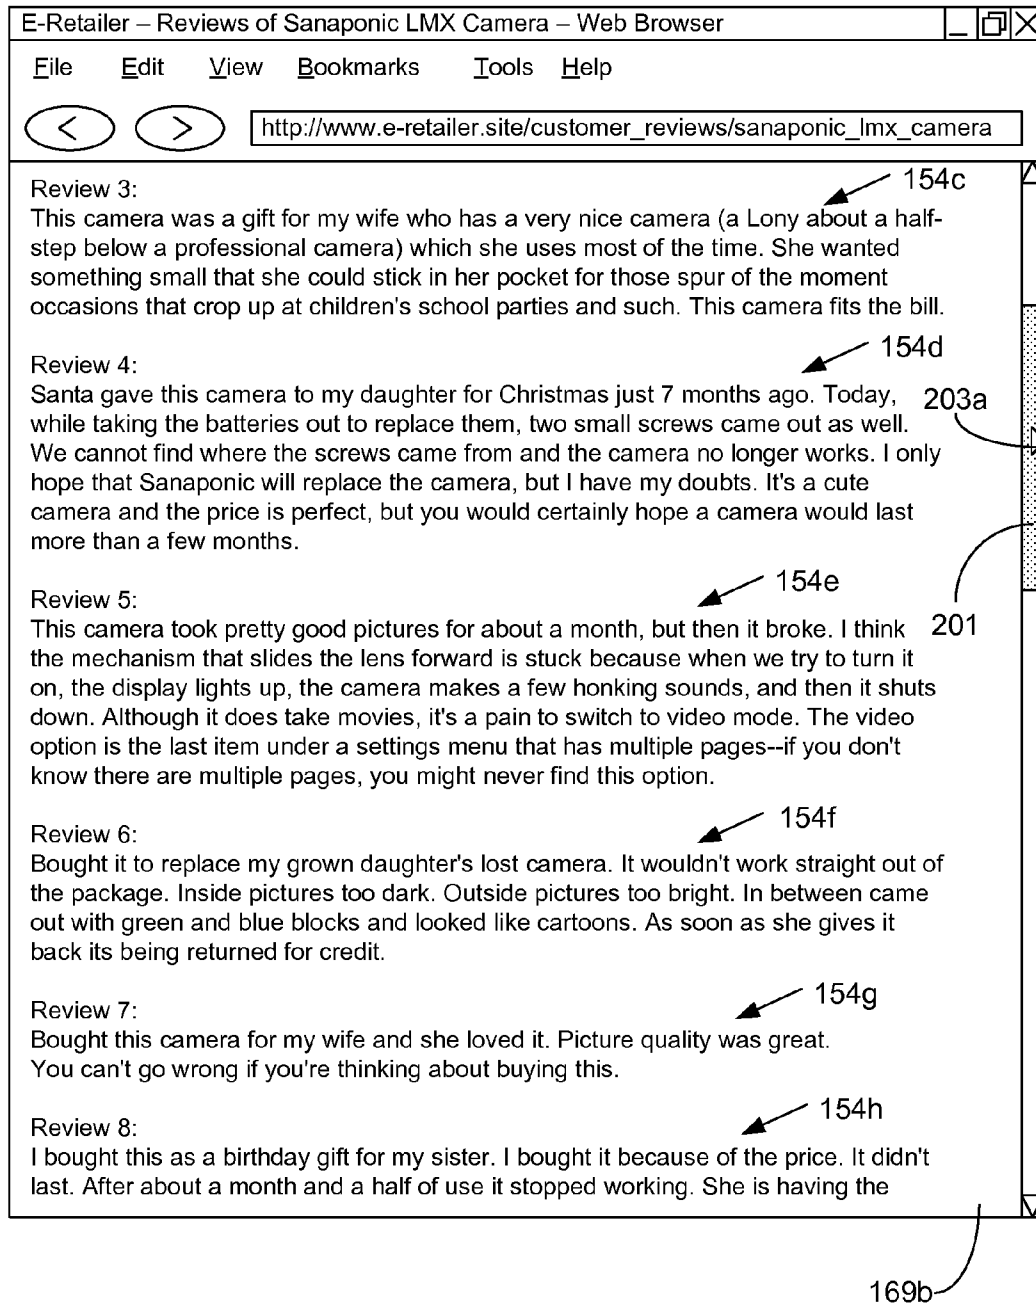 E-Retailer – Reviews of Sanaponic LMX Camera – Web Browser
File Edit View Bookmarks Tools Help
< > http://www.e-retailer.site/customer_reviews/sanaponic_lmx_camera
154c
Review 3:
This camera was a gift for my wife who has a very nice camera (a Lony about a half-
step below a professional camera) which she uses most of the time. She wanted
something small that she could stick in her pocket for those spur of the moment
occasions that crop up at children's school parties and such. This camera fits the bill.
154d
Review 4:
Santa gave this camera to my daughter for Christmas just 7 months ago. Today, 203a
while taking the batteries out to replace them, two small screws came out as well.
We cannot find where the screws came from and the camera no longer works. I only
hope that Sanaponic will replace the camera, but I have my doubts. It's a cute
camera and the price is perfect, but you would certainly hope a camera would last
more than a few months.
154e
Review 5:
This camera took pretty good pictures for about a month, but then it broke. I think 201
the mechanism that slides the lens forward is stuck because when we try to turn it
on, the display lights up, the camera makes a few honking sounds, and then it shuts
down. Although it does take movies, it's a pain to switch to video mode. The video
option is the last item under a settings menu that has multiple pages--if you don't
know there are multiple pages, you might never find this option.
154f
Review 6:
Bought it to replace my grown daughter's lost camera. It wouldn't work straight out of
the package. Inside pictures too dark. Outside pictures too bright. In between came
out with green and blue blocks and looked like cartoons. As soon as she gives it
back its being returned for credit.
154g
Review 7:
Bought this camera for my wife and she loved it. Picture quality was great.
You can't go wrong if you're thinking about buying this.
154h
Review 8:
I bought this as a birthday gift for my sister. I bought it because of the price. It didn't
last. After about a month and a half of use it stopped working. She is having the
169b